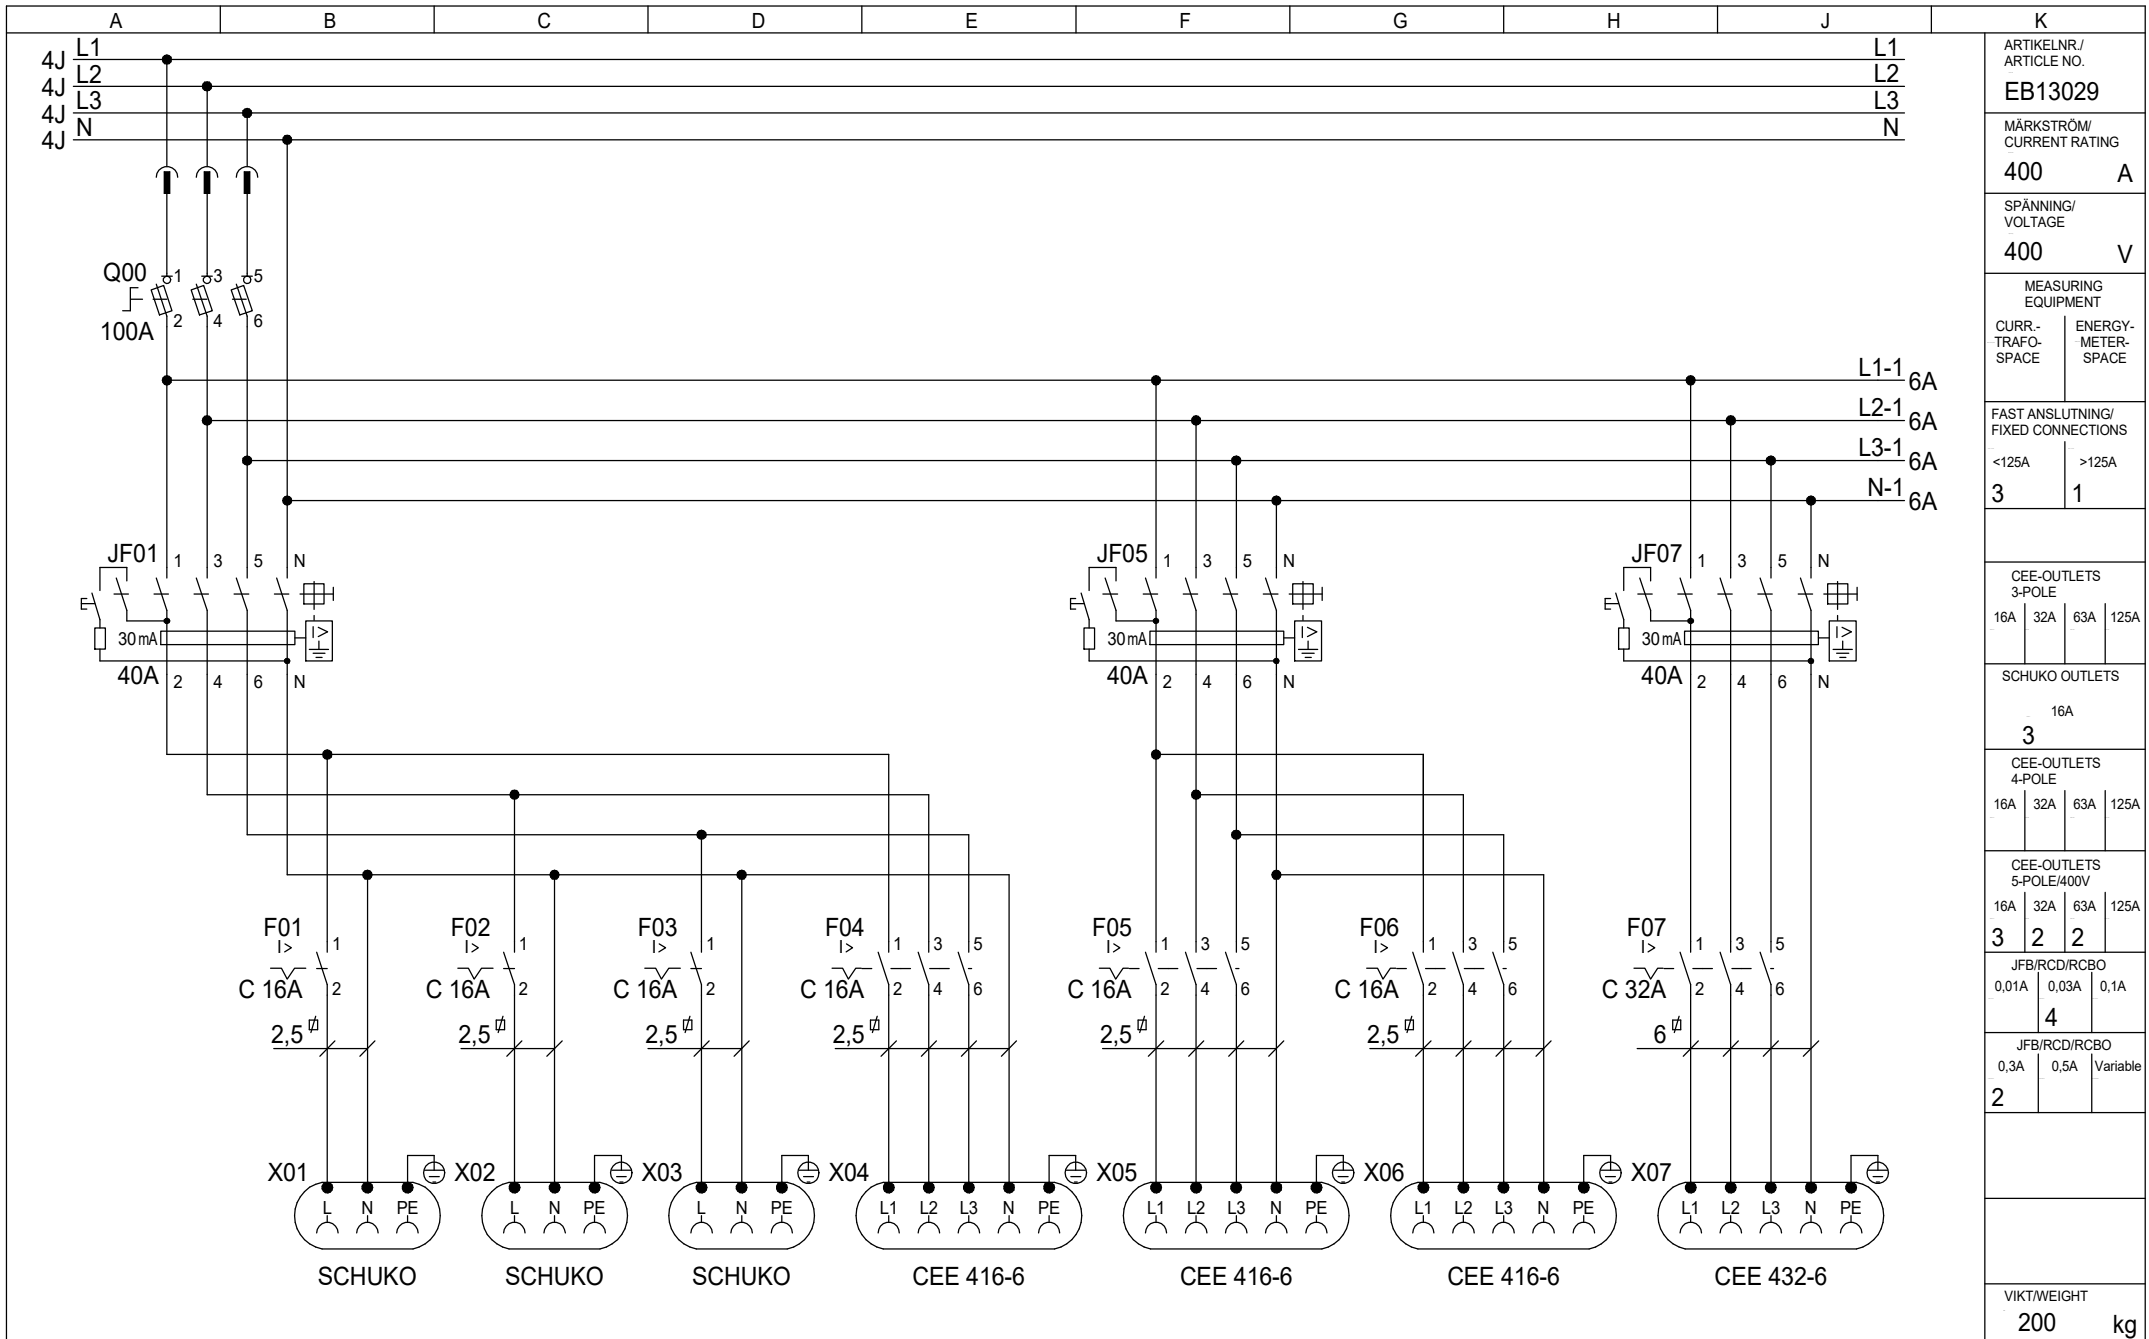 A B C D E F G H J K
4J L1 L1
4J L2 L2
4J L3 L3
4J N N
Q00 1 3 5
100A 2 4 6
L1-1 6A
L2-1 6A
L3-1 6A
N-1 6A
JF01 1 3 5 N JF05 1 3 5 N JF07 1 3 5 N
I> I> I>
30mA 30mA 30mA
40A 2 4 6 N 40A 2 4 6 N 40A 2 4 6 N
F01 F02 F03 F04 F05 F06 F07
I> 1 I> 1 I> 1 I> 1 3 5 I> 1 3 5 I> 1 3 5 I> 1 3 5
C 16A 2 C 16A 2 C 16A 2 C 16A 2 4 6 C 16A 2 4 6 C 16A 2 4 6 C 32A 2 4 6
2,5 2,5 2,5 2,5 2,5 2,5 6
X01 X02 X03 X04 X05 X06 X07
L N PE L N PE L N PE L1 L2 L3 N PE L1 L2 L3 N PE L1 L2 L3 N PE L1 L2 L3 N PE
SCHUKO SCHUKO SCHUKO CEE 416-6 CEE 416-6 CEE 416-6 CEE 432-6
ARTIKELNR./
ARTICLE NO.
EB13029
MÄRKSTRÖM/
CURRENT RATING
400 A
SPÄNNING/
VOLTAGE
400 V
MEASURING
EQUIPMENT
CURR.- ENERGY-
TRAFO- METER-
SPACE SPACE
FAST ANSLUTNING/
FIXED CONNECTIONS
<125A >125A
3 1
CEE-OUTLETS
3-POLE
16A 32A 63A 125A
SCHUKO OUTLETS
16A
3
CEE-OUTLETS
4-POLE
16A 32A 63A 125A
CEE-OUTLETS
5-POLE/400V
16A 32A 63A 125A
3 2 2
JFB/RCD/RCBO
0,01A 0,03A 0,1A
4
JFB/RCD/RCBO
0,3A 0,5A Variable
2
VIKT/WEIGHT
200 kg